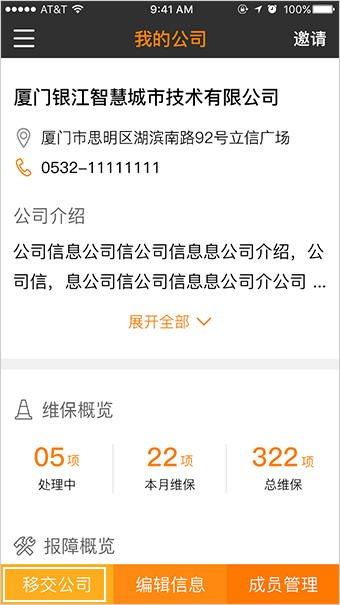 AT&T 9:41 AM 100%
我的公司 邀请
厦门银江智慧城市技术有限公司
厦门市思明区湖滨南路92号立信广场
0532-11111111
公司介绍
公司信息公司信公司信息息公司介绍，公
司信，息公司信公司信息息公司介公司 ...
展开全部
维保概览
05项 22项 322项
处理中 本月维保 总维保
报障概览
移交公司 编辑信息 成员管理